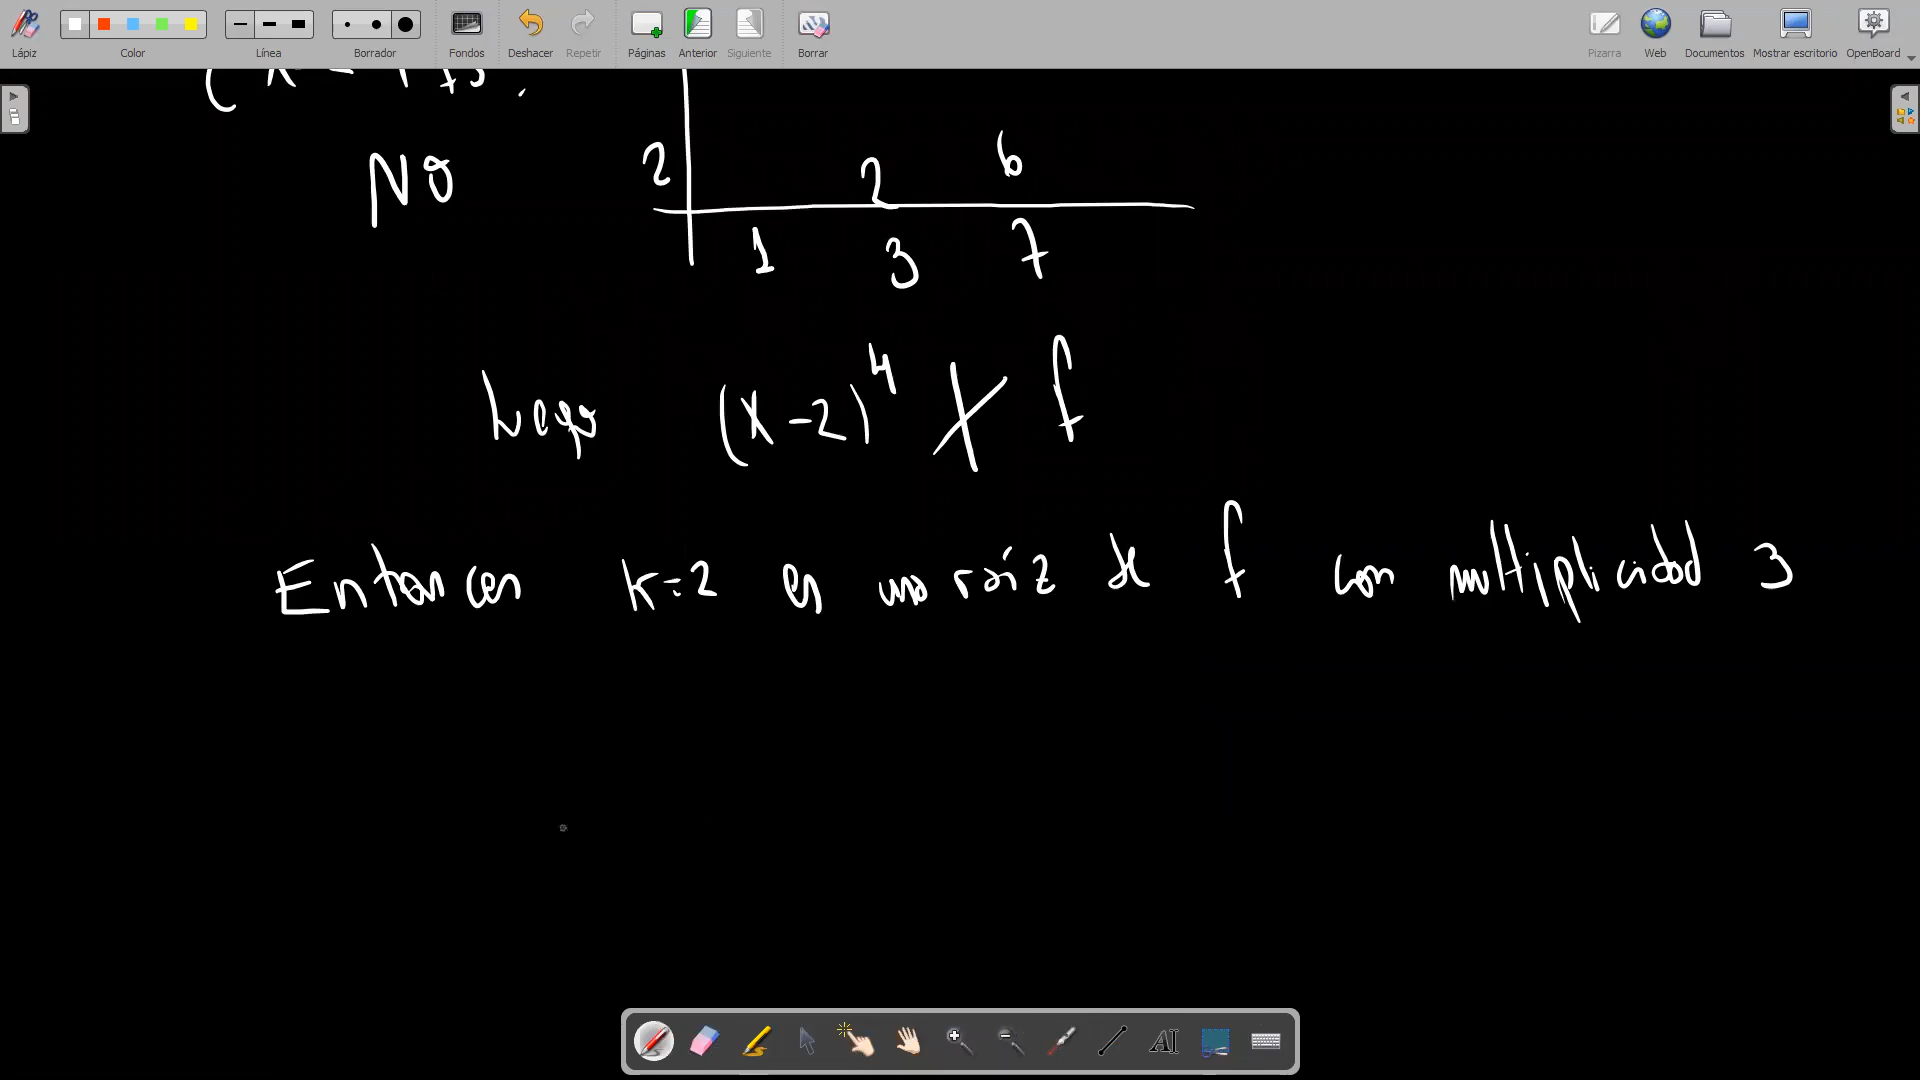 Lápiz Color Línea Borrador Fondos Deshacer Repetir Páginas Anterior Siguiente Borrar Pizarra Web Documentos Mostrar escritorio OpenBoard
NO
2 2 6
1 3 7
Luego (x-2)^4 ∤ f
Entonces k=2 es una raíz de f con multiplicidad 3